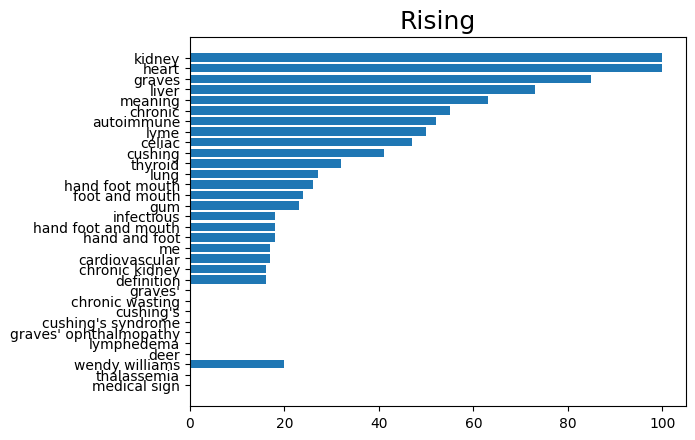 Rising
kidney
heart
graves
liver
meaning
chronic
autoimmune
lyme
celiac
cushing
thyroid
lung
hand foot mouth
foot and mouth
gum
infectious
hand foot and mouth
hand and foot
me
cardiovascular
chronic kidney
definition
graves'
chronic wasting
cushing's
cushing's syndrome
graves' ophthalmopathy
lymphedema
deer
wendy williams
thalassemia
medical sign
0 20 40 60 80 100